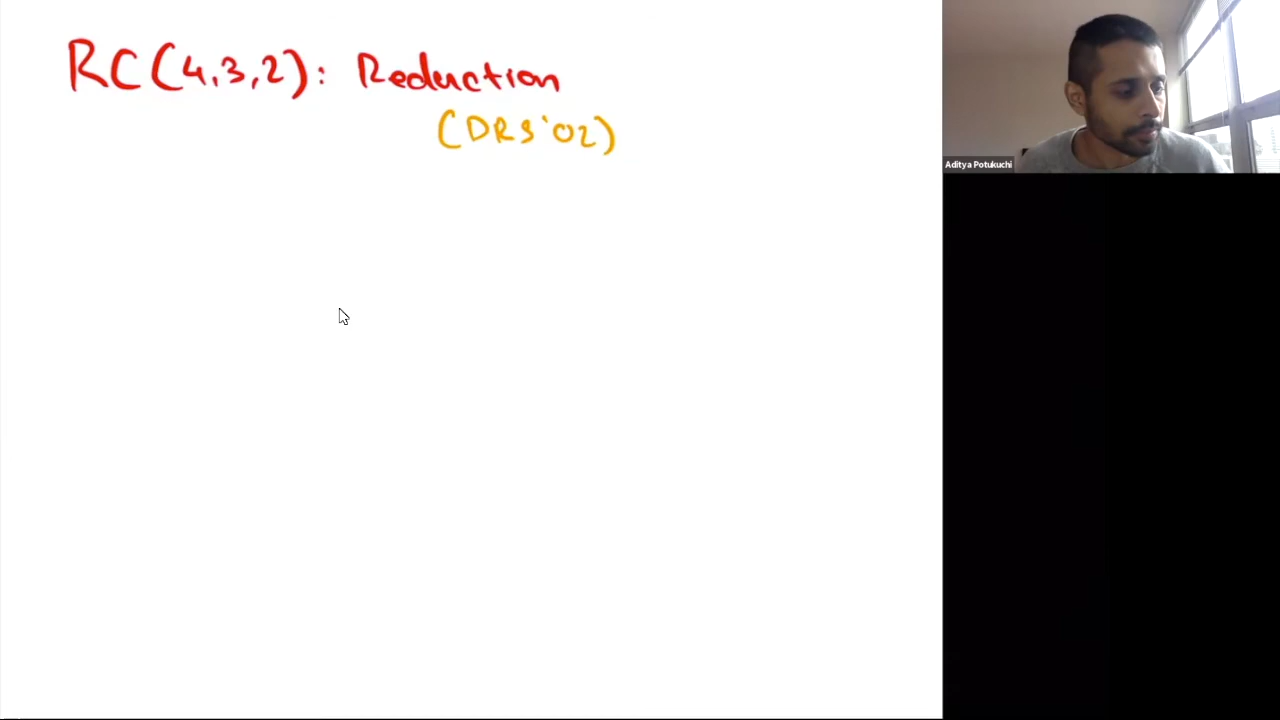 RC(4,3,2): Reduction
(DRS'02)
Aditya Potukuchi